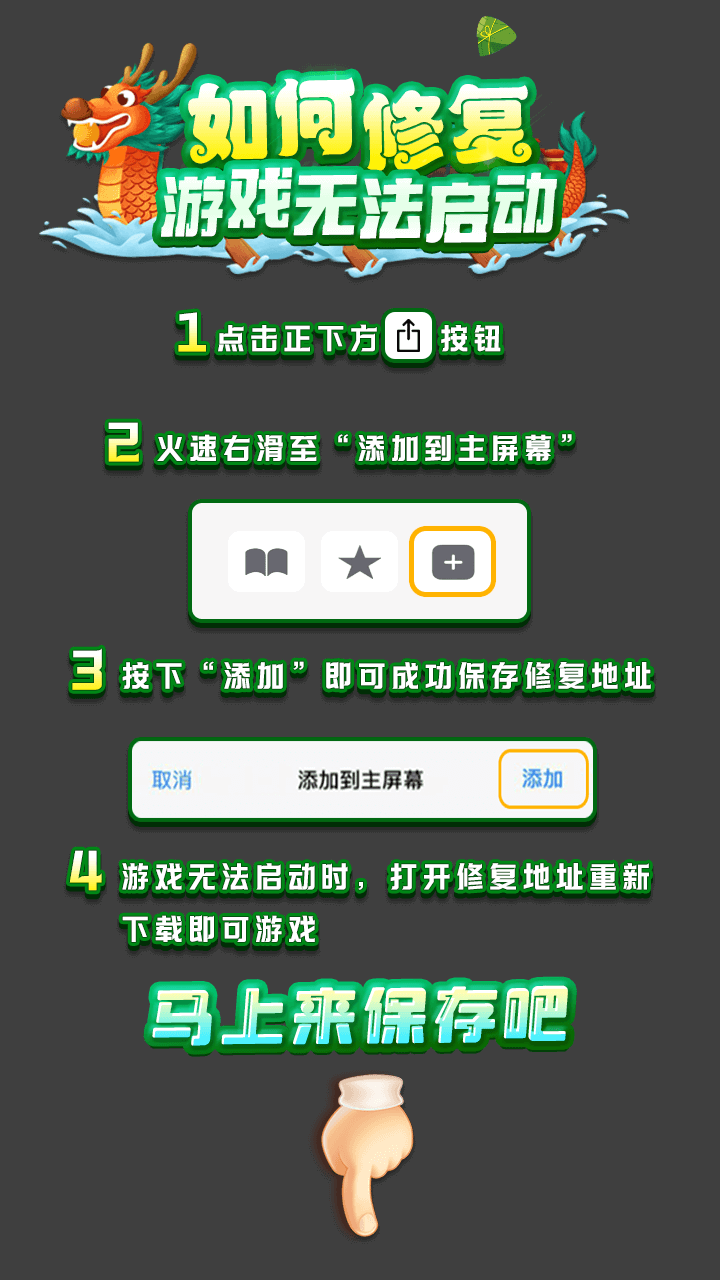 如何修复
游戏无法启动
1 点击正下方 按钮
2 火速右滑至“添加到主屏幕”
3 按下“添加”即可成功保存修复地址
取消 添加到主屏幕 添加
4 游戏无法启动时，打开修复地址重新
下载即可游戏
马上来保存吧